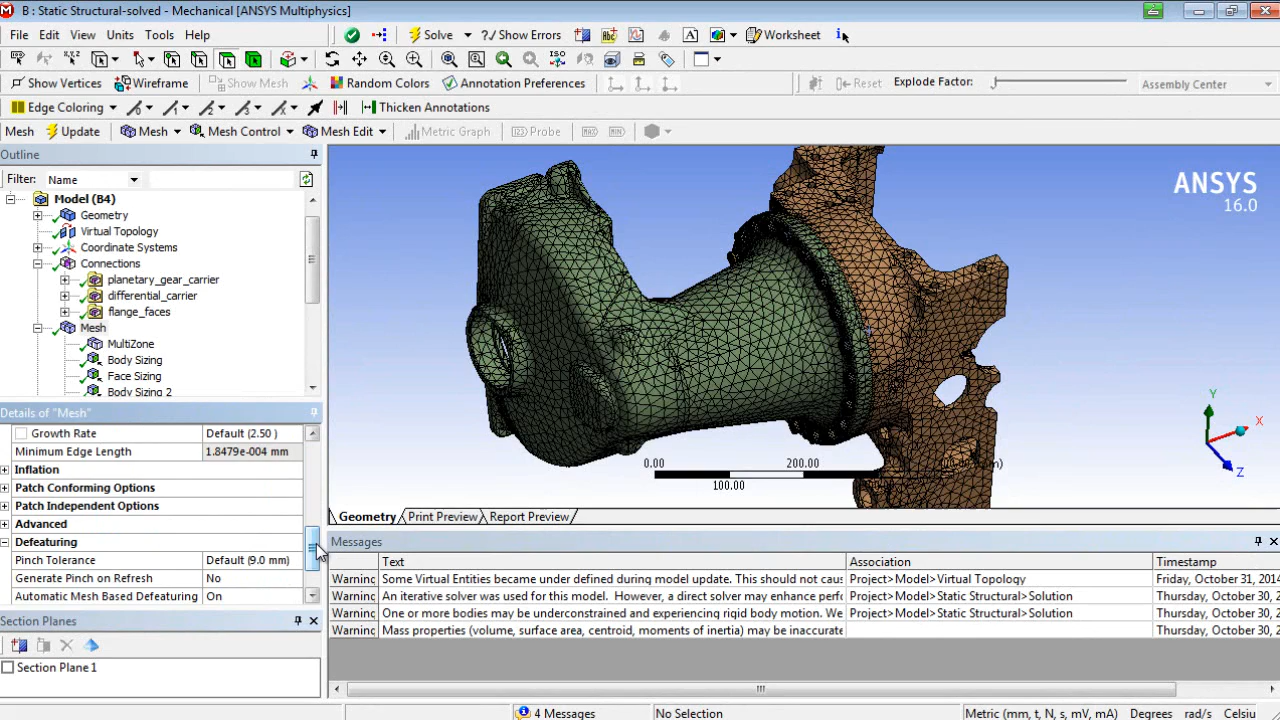 B : Static Structural-solved - Mechanical [ANSYS Multiphysics]
File Edit View Units Tools Help Solve Show Errors Worksheet
Show Vertices Wireframe Show Mesh Random Colors Annotation Preferences Reset Explode Factor: Assembly Center
Edge Coloring Thicken Annotations
Mesh Update Mesh Mesh Control Mesh Edit Metric Graph Probe
Outline
Filter: Name
Model (B4)
Geometry
Virtual Topology
Coordinate Systems
Connections
planetary_gear_carrier
differential_carrier
flange_faces
Mesh
MultiZone
Body Sizing
Face Sizing
Body Sizing 2
Details of "Mesh"
Growth Rate Default (2.50 )
Minimum Edge Length 1.8479e-004 mm
Inflation
Patch Conforming Options
Patch Independent Options
Advanced
Defeaturing
Pinch Tolerance Default (9.0 mm)
Generate Pinch on Refresh No
Automatic Mesh Based Defeaturing On
Section Planes
Section Plane 1
ANSYS
16.0
Y
X
Z
0.00 200.00
100.00
Geometry Print Preview Report Preview
Messages
Text Association Timestamp
Warning Some Virtual Entities became under defined during model update. This should not caus Project>Model>Virtual Topology Friday, October 31, 2014
Warning An iterative solver was used for this model. However, a direct solver may enhance perfo Project>Model>Static Structural>Solution Thursday, October 30, 2
Warning One or more bodies may be underconstrained and experiencing rigid body motion. We Project>Model>Static Structural>Solution Thursday, October 30, 2
Warning Mass properties (volume, surface area, centroid, moments of inertia) may be inaccurate Thursday, October 30, 2
4 Messages No Selection Metric (mm, t, N, s, mV, mA) Degrees rad/s Celsiu